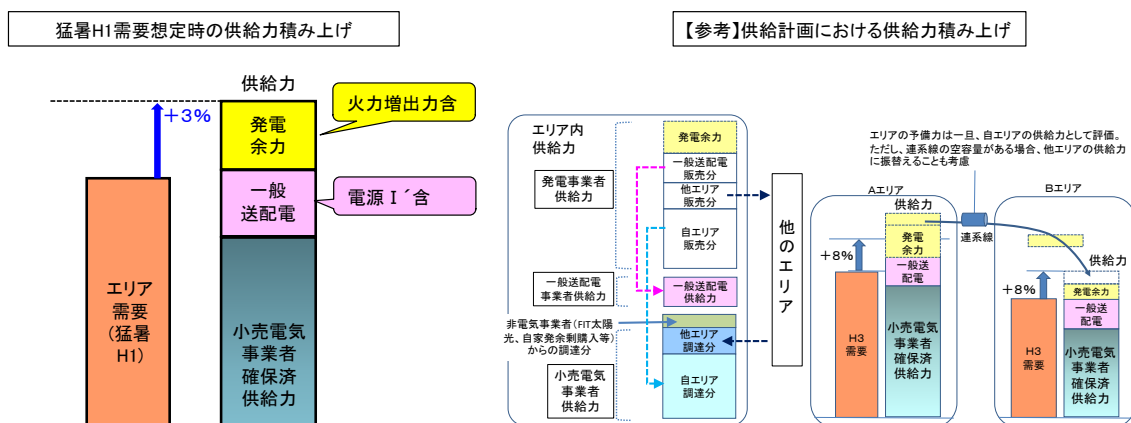 猛暑H1需要想定時の供給力積み上げ
供給力
+3%
発電
余力
火力増出力含
一般
送配電
電源Ⅰ´含
エリア
需要
(猛暑
H1)
小売電気
事業者
確保済
供給力
【参考】供給計画における供給力積み上げ
エリア内
供給力
発電事業者
供給力
一般送配電
事業者供給力
非電気事業者(FIT太陽
光、自家発余剰購入等)
からの調達分
小売電気
事業者
供給力
発電余力
一般送配電
販売分
他エリア
販売分
自エリア
販売分
一般送配電
供給力
他エリア
調達分
自エリア
調達分
他のエリア
エリアの予備力は一旦、自エリアの供給力として評価。
ただし、連系線の空容量がある場合、他エリアの供給力
に振替えることも考慮
Aエリア
供給力
+8%
発電
余力
一般送
配電
H3
需要
小売電気
事業者
確保済
供給力
連系線
Bエリア
供給力
+8%
発電余力
一般送
配電
H3
需要
小売電気
事業者
確保済
供給力